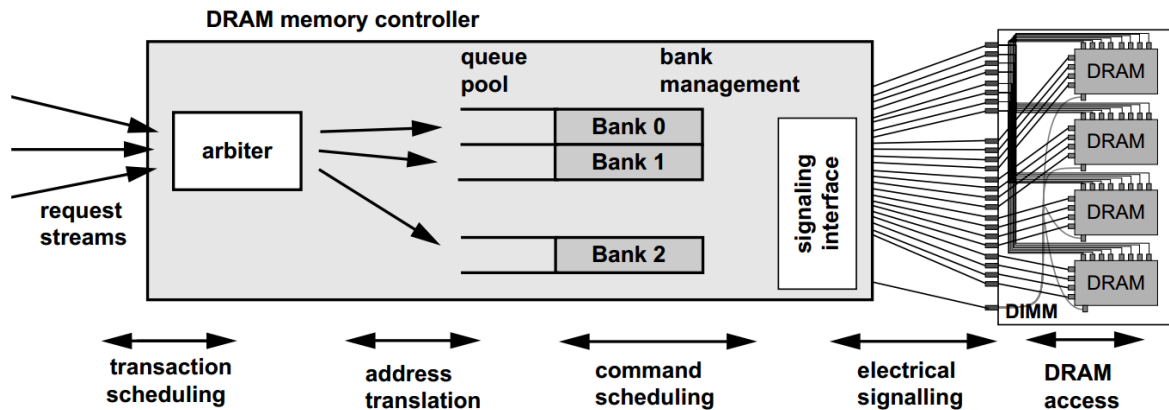 DRAM memory controller
queue
pool
bank
management
arbiter
Bank 0
Bank 1
Bank 2
request
streams
signaling
interface
DRAM
DRAM
DRAM
DRAM
DIMM
transaction
scheduling
address
translation
command
scheduling
electrical
signalling
DRAM
access